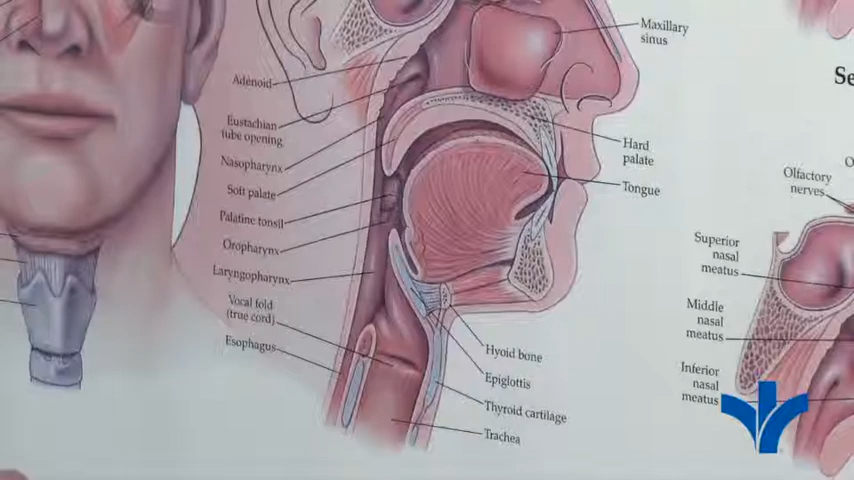 Maxillary
sinus
Adenoid
Eustachian
tube opening
Nasopharynx
Soft palate
Palatine tonsil
Oropharynx
Laryngopharynx
Vocal fold
(true cord)
Esophagus
Hard
palate
Tongue
Hyoid bone
Epiglottis
Thyroid cartilage
Trachea
Se
Olfactory
nerves
Superior
nasal
meatus
Middle
nasal
meatus
Inferior
nasal
meatus